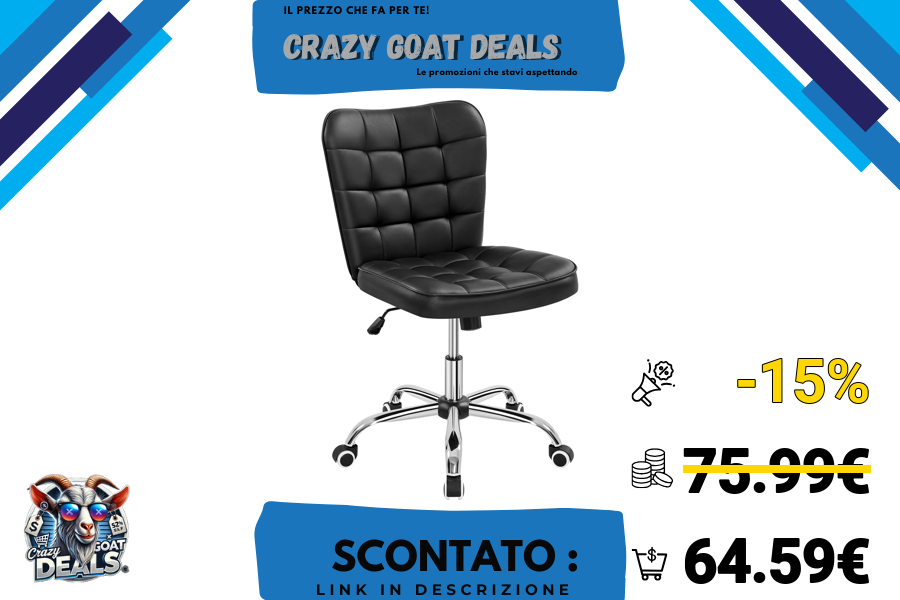 IL PREZZO CHE FA PER TE!
CRAZY GOAT DEALS
Le promozioni che stavi aspettando
-15%
75.99€
64.59€
SCONTATO :
LINK IN DESCRIZIONE
$
Crazy
GOAT
DEALS